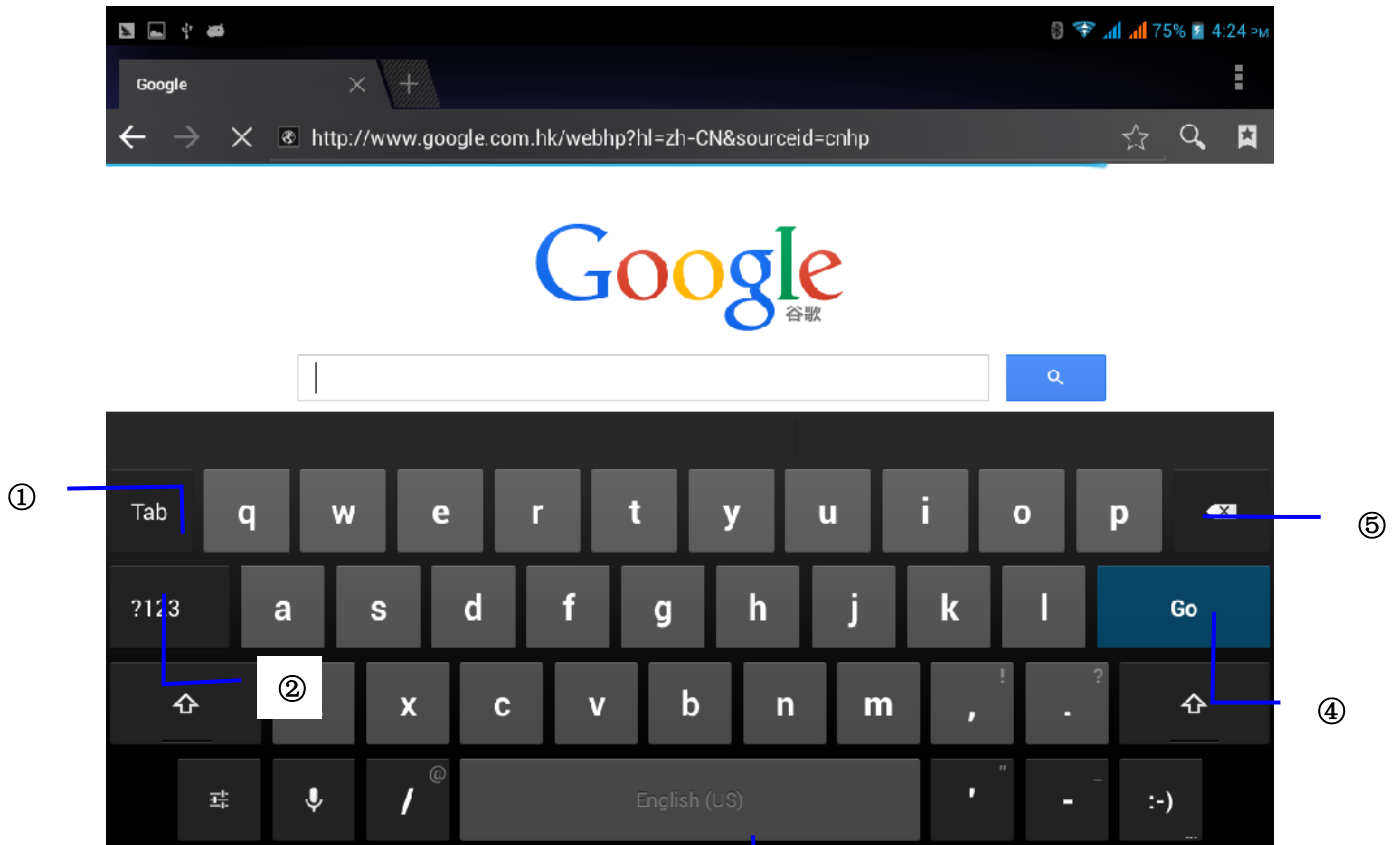 75% 4:24 PM
Google
http://www.google.com.hk/webhp?hl=zh-CN&sourceid=cnhp
Google
谷歌
① Tab q w e r t y u i o p ⑤
?123 a s d f g h j k l Go
② x c v b n m , ! . ? ④
/ @ English (US) ' " - _ :-) ...